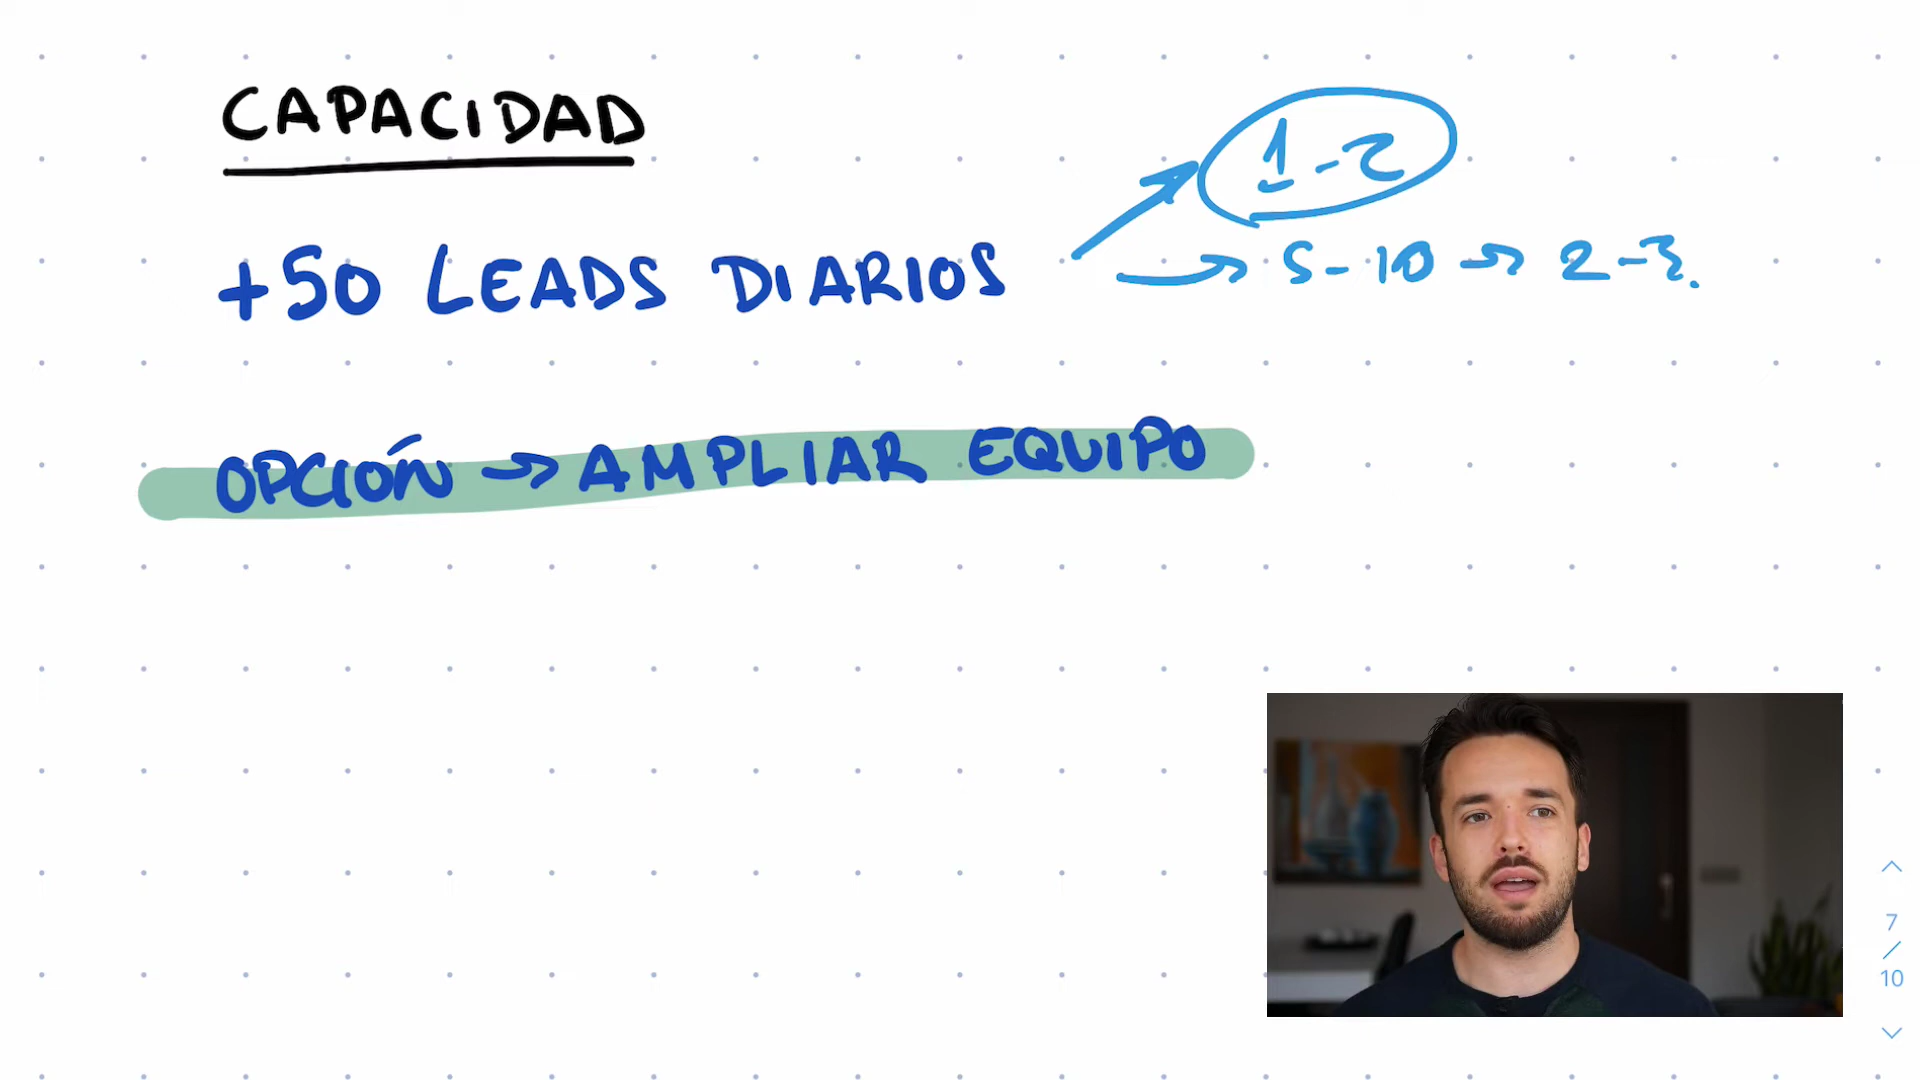 CAPACIDAD
1-2
+50 LEADS DIARIOS
→ 5-10 → 2-3.
OPCIÓN → AMPLIAR EQUIPO
7
/
10